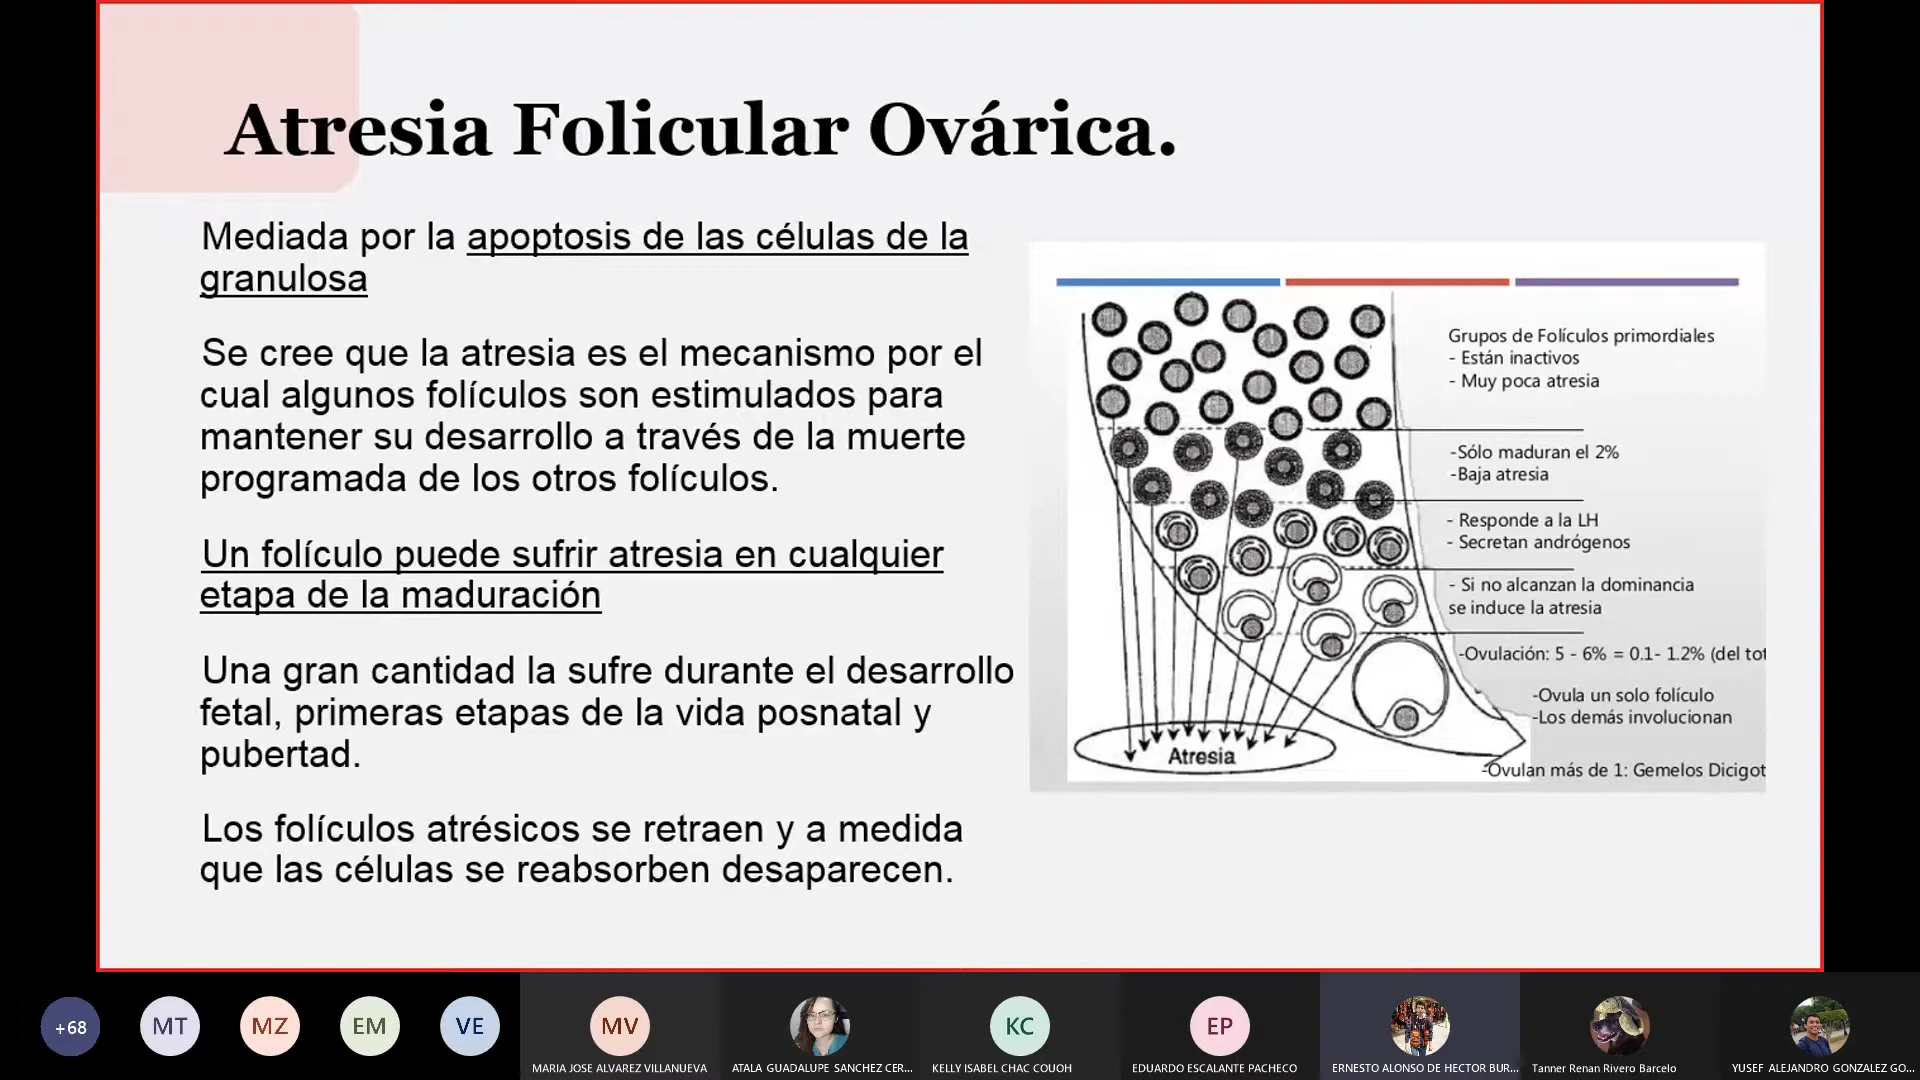 Atresia Folicular Ovárica.
Mediada por la apoptosis de las células de la
granulosa
Se cree que la atresia es el mecanismo por el
cual algunos folículos son estimulados para
mantener su desarrollo a través de la muerte
programada de los otros folículos.
Un folículo puede sufrir atresia en cualquier
etapa de la maduración
Una gran cantidad la sufre durante el desarrollo
fetal, primeras etapas de la vida posnatal y
pubertad.
Los folículos atrésicos se retraen y a medida
que las células se reabsorben desaparecen.
Grupos de Folículos primordiales
- Están inactivos
- Muy poca atresia
-Sólo maduran el 2%
-Baja atresia
- Responde a la LH
- Secretan andrógenos
- Si no alcanzan la dominancia
se induce la atresia
-Ovulación: 5 - 6% = 0.1- 1.2% (del tot
-Ovula un solo folículo
-Los demás involucionan
-Ovulan más de 1: Gemelos Dicigot
Atresia
+68
MT
MZ
EM
VE
MV
KC
EP
MARIA JOSE ALVAREZ VILLANUEVA
ATALA GUADALUPE SANCHEZ CER...
KELLY ISABEL CHAC COUOH
EDUARDO ESCALANTE PACHECO
ERNESTO ALONSO DE HECTOR BUR...
Tanner Renan Rivero Barcelo
YUSEF ALEJANDRO GONZALEZ GO...